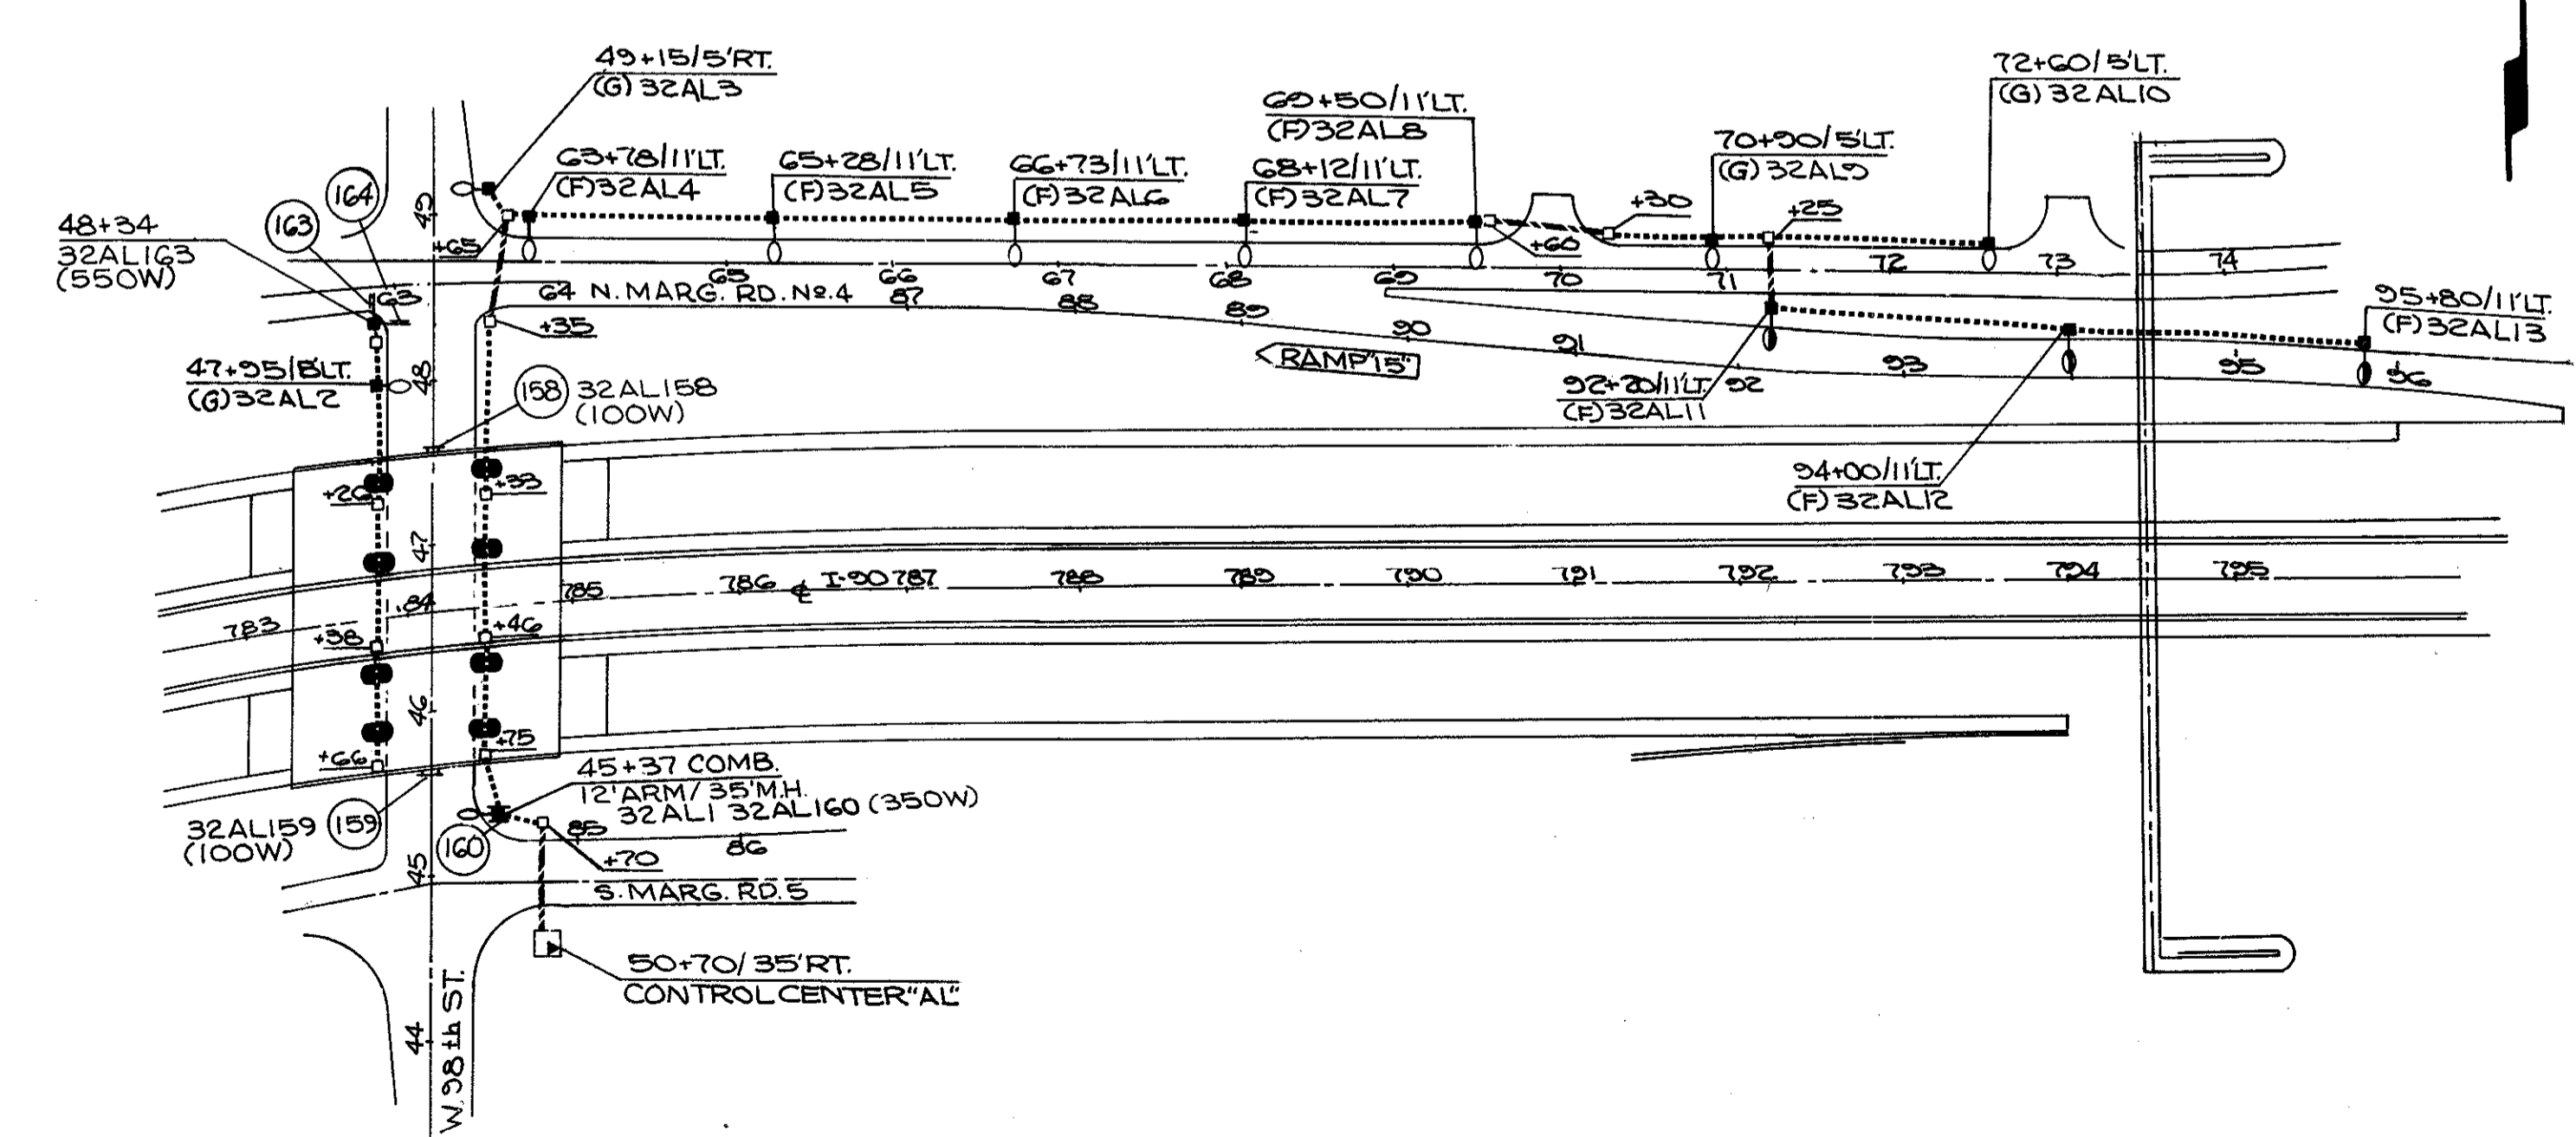 49+15/5'RT.
(G) 32AL3
72+60/5'LT.
(G) 32AL10
69+50/11'LT.
(F) 32AL8
70+90/5'LT.
(G) 32AL9
63+78/11'LT.
(F) 32AL4
65+28/11'LT.
(F) 32AL5
66+73/11'LT.
(F) 32AL6
68+12/11'LT.
(F) 32AL7
164
163
49
48+34
32AL163
(550W)
+65
+30
+25
+60
63
65
66
67
68
69
70
71
72
73
74
64 N. MARG. RD. No. 4
87
88
89
90
91
92
93
95
96
+35
RAMP "15"
95+80/11'LT.
(F) 32AL13
47+95/8'LT.
(G) 32AL2
48
158
32AL158
(100W)
92+20/11'LT.
(F) 32AL11
94+00/11'LT.
(F) 32AL12
+26
+33
47
783
.84
785
786
℄ I-90
787
788
789
790
791
792
793
794
795
+38
+46
46
+66
+75
45+37 COMB.
12' ARM/35' M.H.
32AL1 32AL160 (350W)
32AL159
(100W)
159
160
85
86
+70
45
S. MARG. RD. 5
50+70/35'RT.
CONTROL CENTER "AL"
44
W. 98th ST.